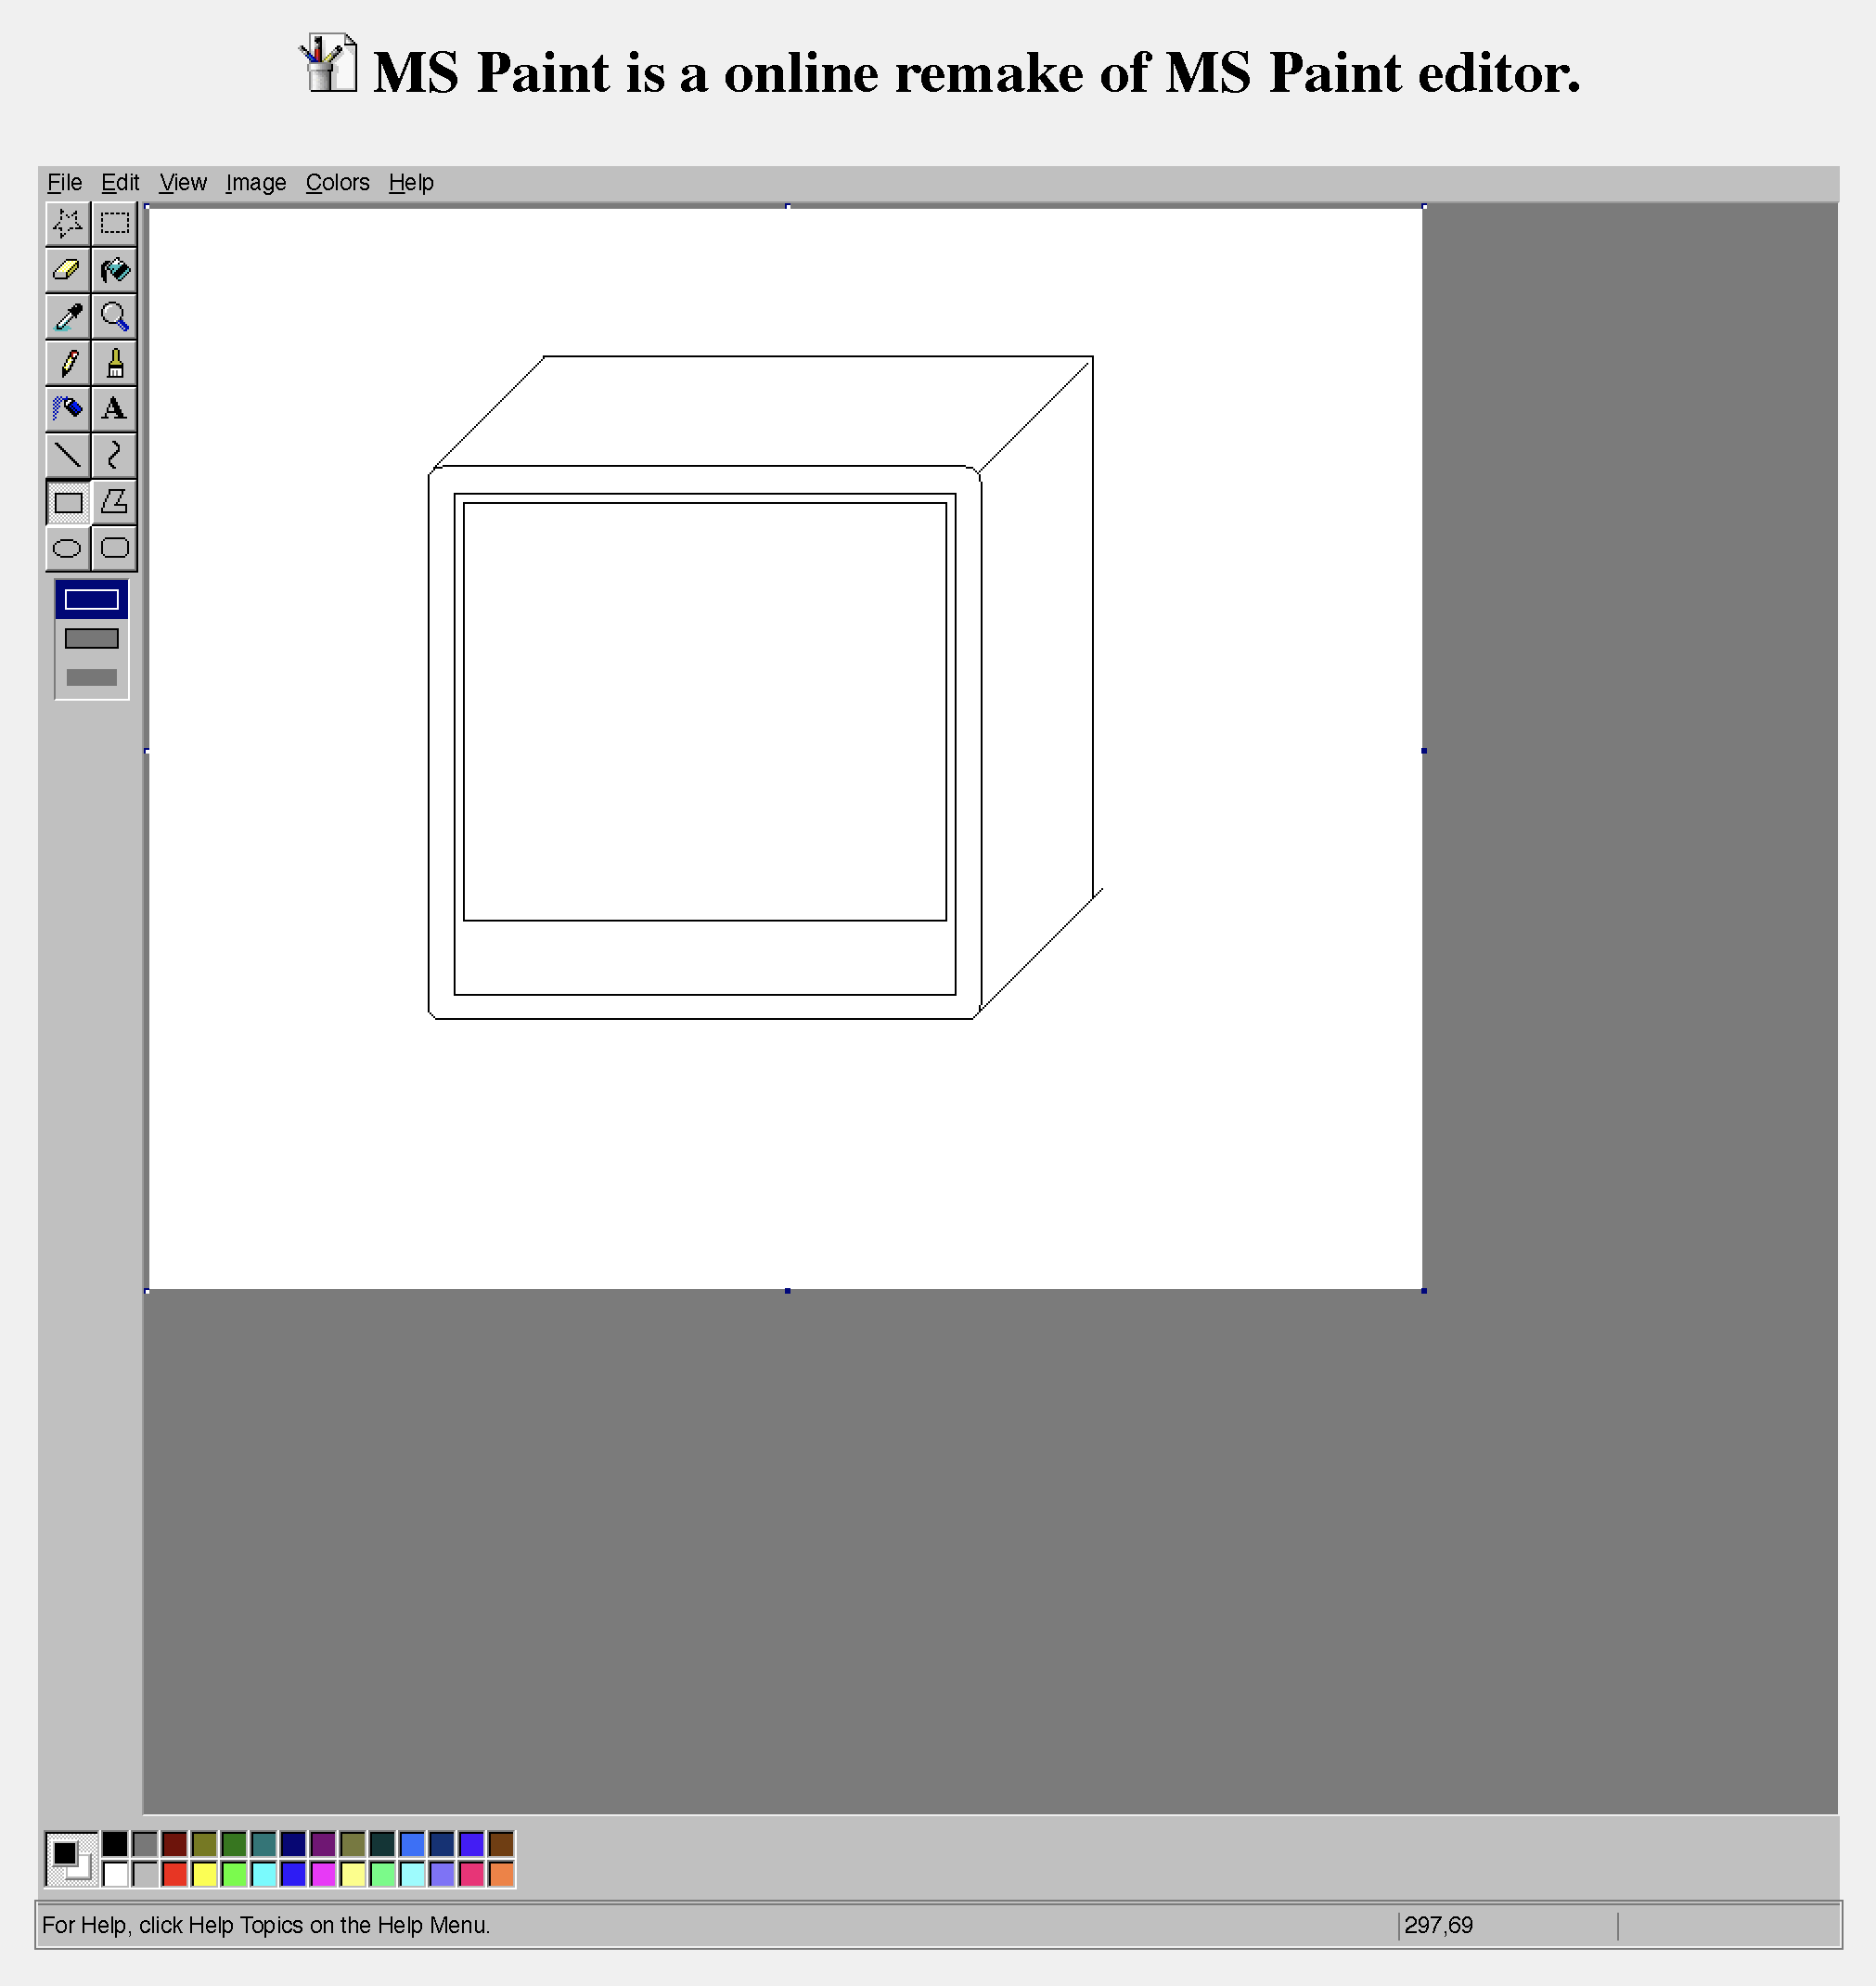 MS Paint is a online remake of MS Paint editor.
File Edit View Image Colors Help
A
For Help, click Help Topics on the Help Menu.
297,69